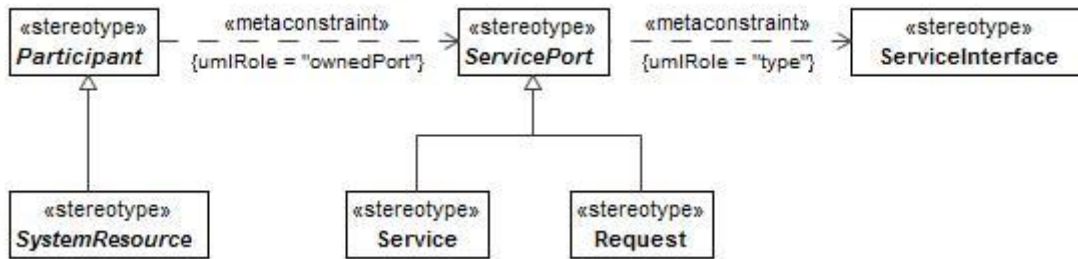 «stereotype»
Participant
«metaconstraint»
{umlRole = "ownedPort"}
«stereotype»
ServicePort
«metaconstraint»
{umlRole = "type"}
«stereotype»
ServiceInterface
«stereotype»
SystemResource
«stereotype»
Service
«stereotype»
Request